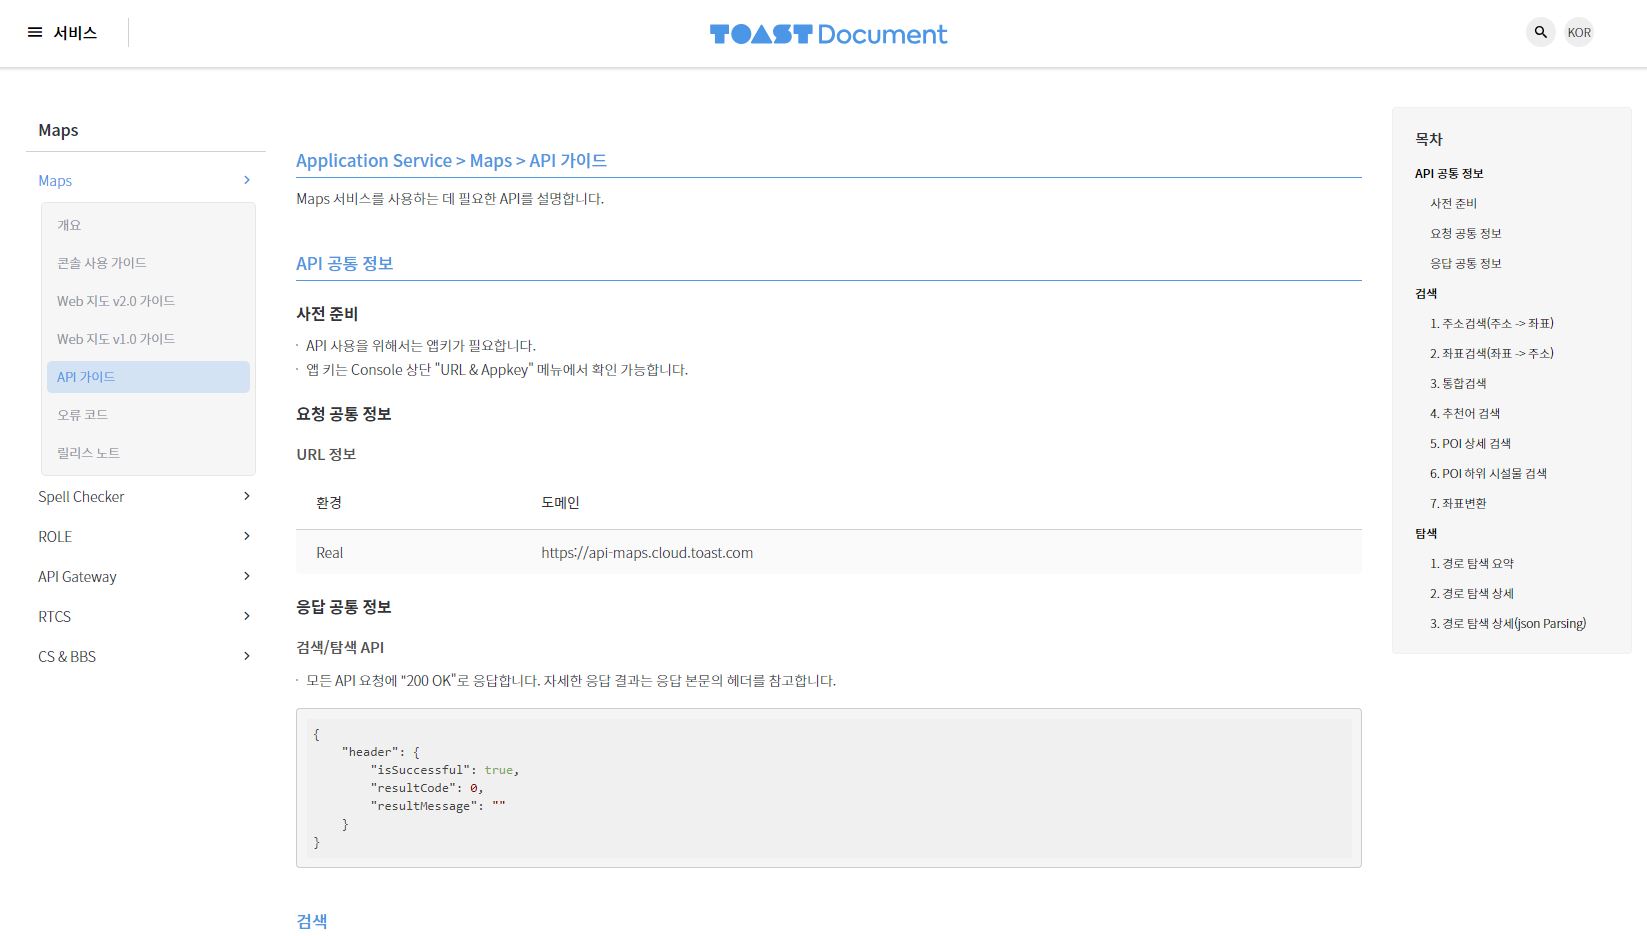 서비스
TOAST Document
KOR
Maps
Maps
개요
콘솔 사용 가이드
Web 지도 v2.0 가이드
Web 지도 v1.0 가이드
API 가이드
오류 코드
릴리스 노트
Spell Checker
ROLE
API Gateway
RTCS
CS & BBS
Application Service > Maps > API 가이드
Maps 서비스를 사용하는 데 필요한 API를 설명합니다.
API 공통 정보
사전 준비
· API 사용을 위해서는 앱키가 필요합니다.
· 앱 키는 Console 상단 "URL & Appkey" 메뉴에서 확인 가능합니다.
요청 공통 정보
URL 정보
환경 도메인
Real https://api-maps.cloud.toast.com
응답 공통 정보
검색/탐색 API
· 모든 API 요청에 "200 OK"로 응답합니다. 자세한 응답 결과는 응답 본문의 헤더를 참고합니다.
{
"header": {
"isSuccessful": true,
"resultCode": 0,
"resultMessage": ""
}
}
검색
목차
API 공통 정보
사전 준비
요청 공통 정보
응답 공통 정보
검색
1. 주소검색(주소 -> 좌표)
2. 좌표검색(좌표 -> 주소)
3. 통합검색
4. 추천어 검색
5. POI 상세 검색
6. POI 하위 시설물 검색
7. 좌표변환
탐색
1. 경로 탐색 요약
2. 경로 탐색 상세
3. 경로 탐색 상세(json Parsing)